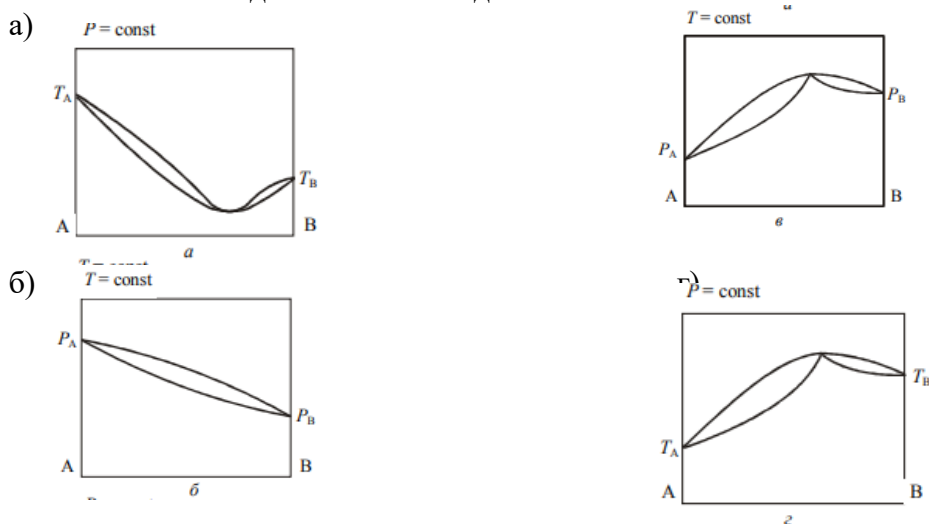 а)
P = const
T_A
T_B
A
B
а
T = const
P_B
P_A
A
B
в
б)
T = const
P_A
P_B
A
B
б
г)
P = const
T_B
T_A
A
B
г